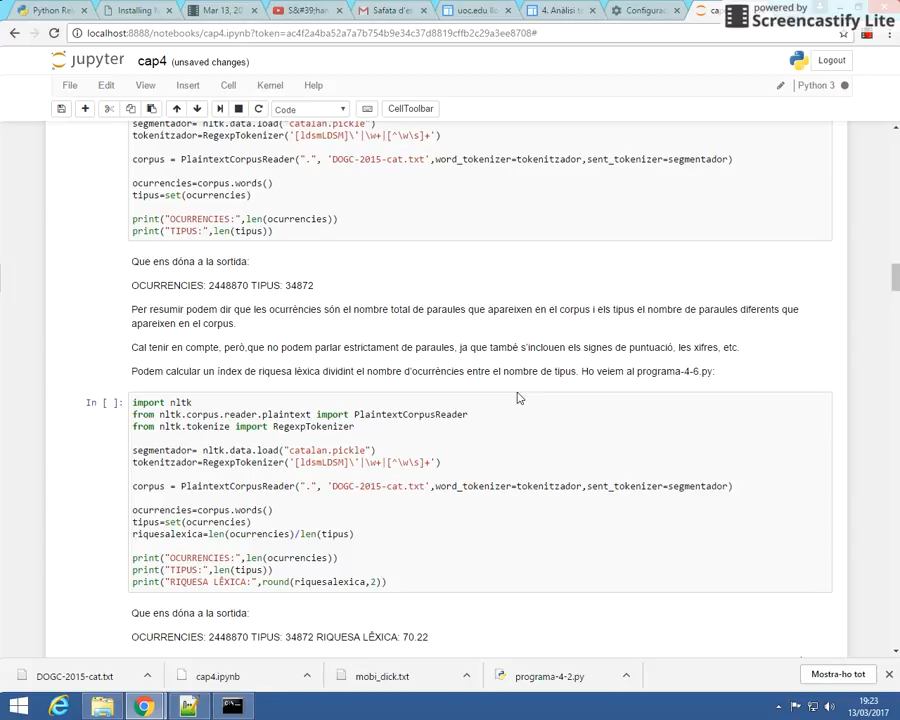 powered by
Screencastify Lite
Python Re
Installing
Mar 13, 20
S&#39;han
Safata d'es
uoc.edu llo
4. Anàlisi t
Configurac
cap
localhost:8888/notebooks/cap4.ipynb?token=ac4f2a4ba52a7a7b754b9e34c37d8819cffb2c29a3ee8708#
jupyter cap4 (unsaved changes)
Logout
File Edit View Insert Cell Kernel Help
Python 3
Code
CellToolbar
segmentador= nltk.data.load("catalan.pickle")
tokenitzador=RegexpTokenizer('[ldsmLDSM]\'|\w+|[^\w\s]+')
corpus = PlaintextCorpusReader(".", 'DOGC-2015-cat.txt',word_tokenizer=tokenitzador,sent_tokenizer=segmentador)
ocurrencies=corpus.words()
tipus=set(ocurrencies)
print("OCURRENCIES:",len(ocurrencies))
print("TIPUS:",len(tipus))
Que ens dóna a la sortida:
OCURRENCIES: 2448870 TIPUS: 34872
Per resumir podem dir que les ocurrències són el nombre total de paraules que apareixen en el corpus i els tipus el nombre de paraules diferents que
apareixen en el corpus.
Cal tenir en compte, però,que no podem parlar estrictament de paraules, ja que també s'inclouen els signes de puntuació, les xifres, etc.
Podem calcular un índex de riquesa lèxica dividint el nombre d'ocurrències entre el nombre de tipus. Ho veiem al programa-4-6.py:
In [ ]:
import nltk
from nltk.corpus.reader.plaintext import PlaintextCorpusReader
from nltk.tokenize import RegexpTokenizer
segmentador= nltk.data.load("catalan.pickle")
tokenitzador=RegexpTokenizer('[ldsmLDSM]\'|\w+|[^\w\s]+')
corpus = PlaintextCorpusReader(".", 'DOGC-2015-cat.txt',word_tokenizer=tokenitzador,sent_tokenizer=segmentador)
ocurrencies=corpus.words()
tipus=set(ocurrencies)
riquesalexica=len(ocurrencies)/len(tipus)
print("OCURRENCIES:",len(ocurrencies))
print("TIPUS:",len(tipus))
print("RIQUESA LÊXICA:",round(riquesalexica,2))
Que ens dóna a la sortida:
OCURRENCIES: 2448870 TIPUS: 34872 RIQUESA LÊXICA: 70.22
DOGC-2015-cat.txt
cap4.ipynb
mobi_dick.txt
programa-4-2.py
Mostra-ho tot
19:23
13/03/2017